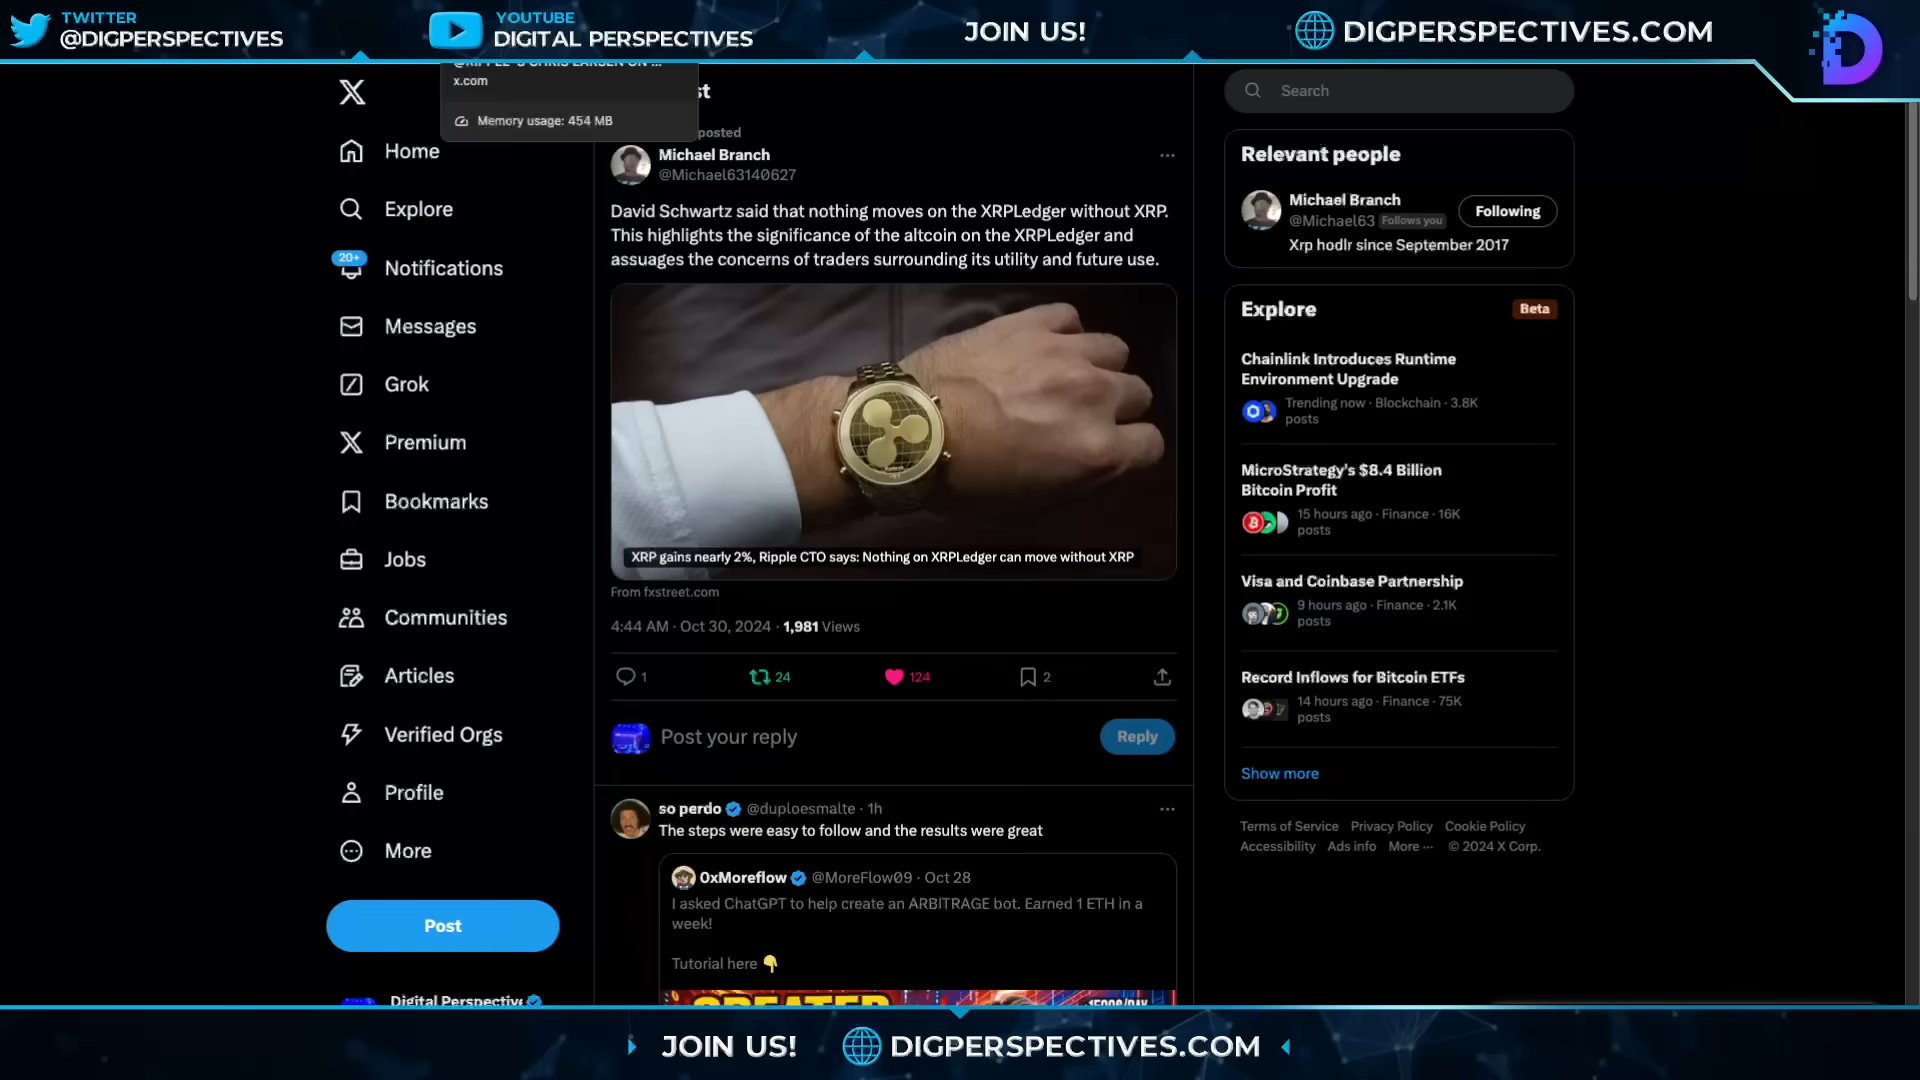 TWITTER
@DIGPERSPECTIVES
YOUTUBE
DIGITAL PERSPECTIVES
JOIN US!
DIGPERSPECTIVES.COM
x.com
Memory usage: 454 MB
Home
Explore
20+
Notifications
Messages
Grok
Premium
Bookmarks
Jobs
Communities
Articles
Verified Orgs
Profile
More
Post
Digital Perspective
st
posted
Michael Branch
@Michael63140627
David Schwartz said that nothing moves on the XRPLedger without XRP.
This highlights the significance of the altcoin on the XRPLedger and
assuages the concerns of traders surrounding its utility and future use.
XRP gains nearly 2%, Ripple CTO says: Nothing on XRPLedger can move without XRP
From fxstreet.com
4:44 AM · Oct 30, 2024 · 1,981 Views
1 24 124 2
Post your reply
Reply
so perdo @duploesmalte · 1h
The steps were easy to follow and the results were great
0xMoreflow @MoreFlow09 · Oct 28
I asked ChatGPT to help create an ARBITRAGE bot. Earned 1 ETH in a
week!
Tutorial here
GREATER
Search
Relevant people
Michael Branch
@Michael63 Follows you
Following
Xrp hodlr since September 2017
Explore
Beta
Chainlink Introduces Runtime
Environment Upgrade
Trending now · Blockchain · 3.8K
posts
MicroStrategy's $8.4 Billion
Bitcoin Profit
15 hours ago · Finance · 16K
posts
Visa and Coinbase Partnership
9 hours ago · Finance · 2.1K
posts
Record Inflows for Bitcoin ETFs
14 hours ago · Finance · 75K
posts
Show more
Terms of Service Privacy Policy Cookie Policy
Accessibility Ads info More ··· © 2024 X Corp.
JOIN US!
DIGPERSPECTIVES.COM